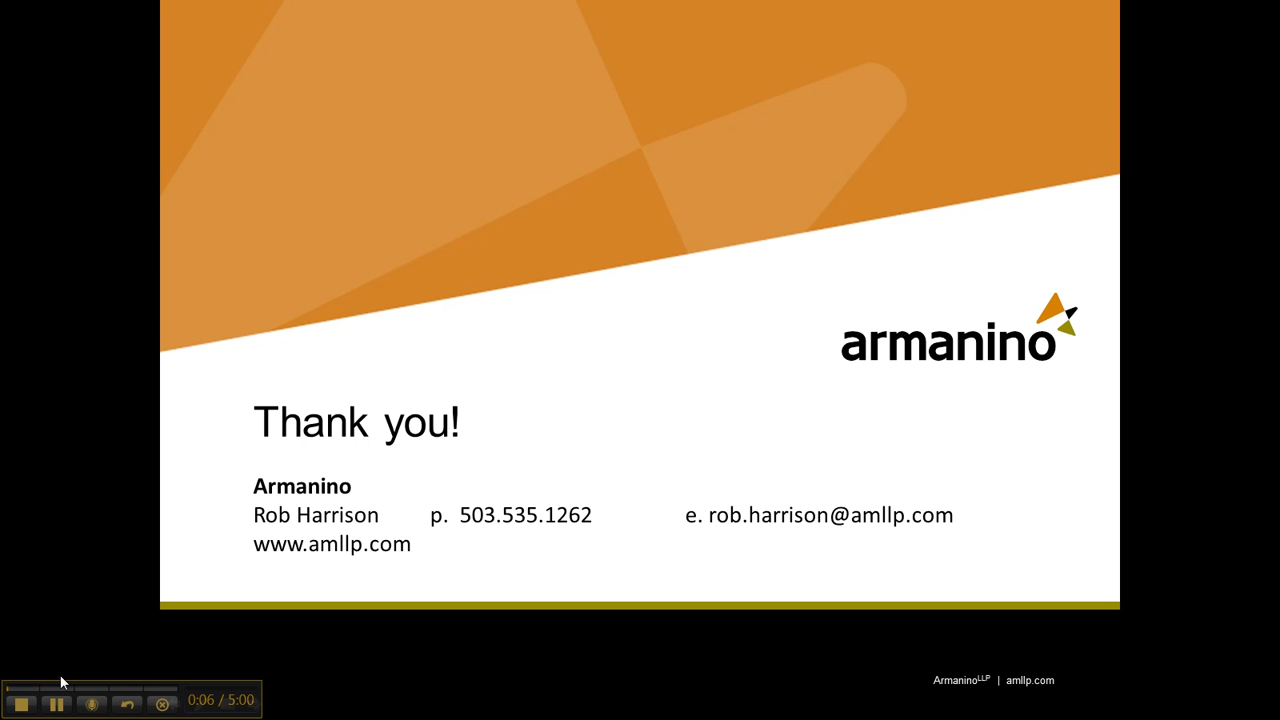 armanino
Thank you!
Armanino
Rob Harrison p. 503.535.1262 e. rob.harrison@amllp.com
www.amllp.com
0:06 / 5:00
ArmaninoLLP | amllp.com